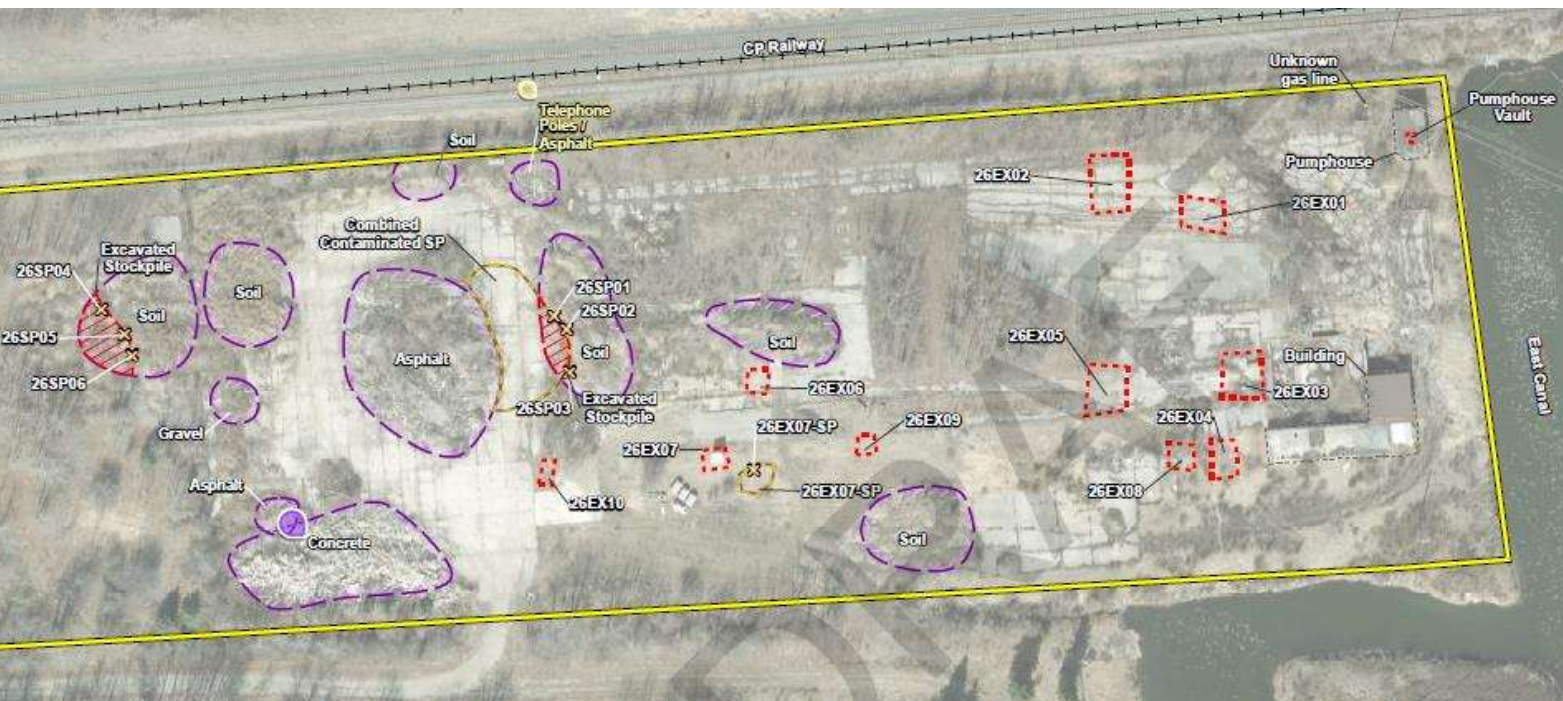 CP Railway
Unknown
gas line
Pumphouse
Vault
Telephone
Poles /
Asphalt
Soil
Pumphouse
26EX02
26EX01
Combined
Contaminated SP
Excavated
Stockpile
26SP04
Soil
Soil
26SP01
26SP02
26SP05
26SP06
Asphalt
Soil
Soil
26EX05
Building
East Canal
26EX03
26EX06
26SP03
Excavated
Stockpile
Gravel
26EX04
26EX09
26EX07-SP
26EX07
26EX07-SP
26EX08
26EX10
Asphalt
Concrete
Soil
DRAFT